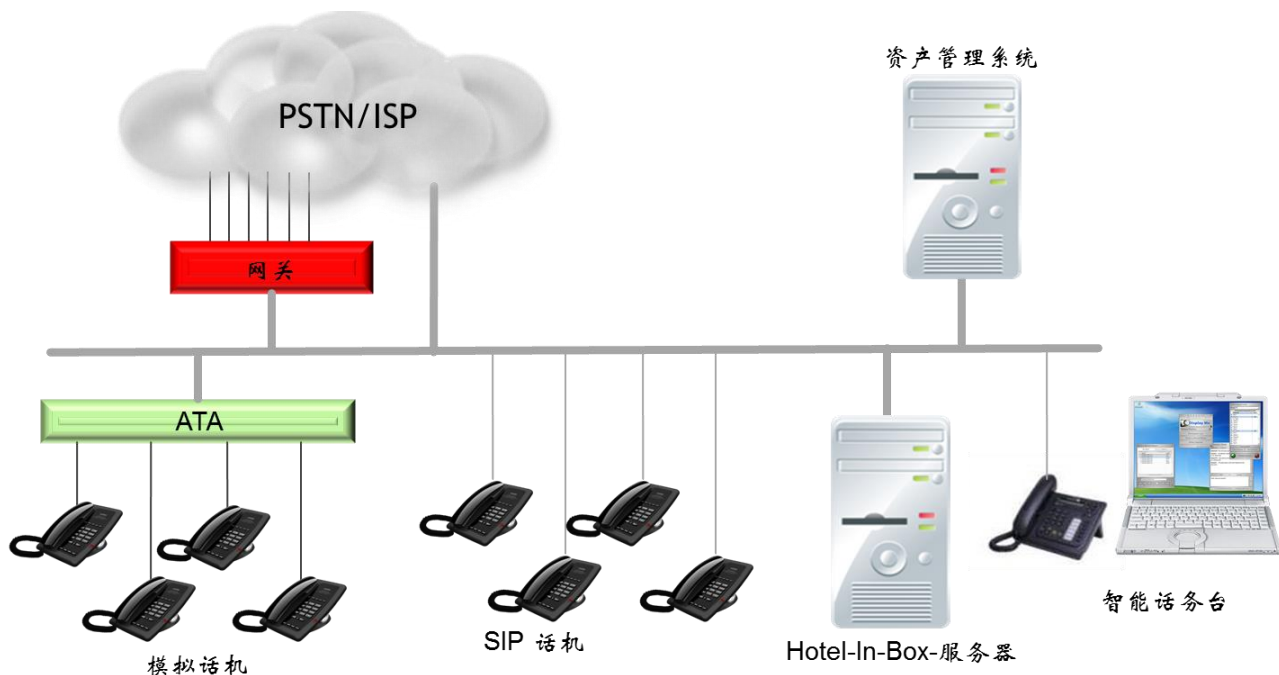 资产管理系统
PSTN/ISP
网关
ATA
模拟话机
SIP 话机
Hotel-In-Box-服务器
智能话务台